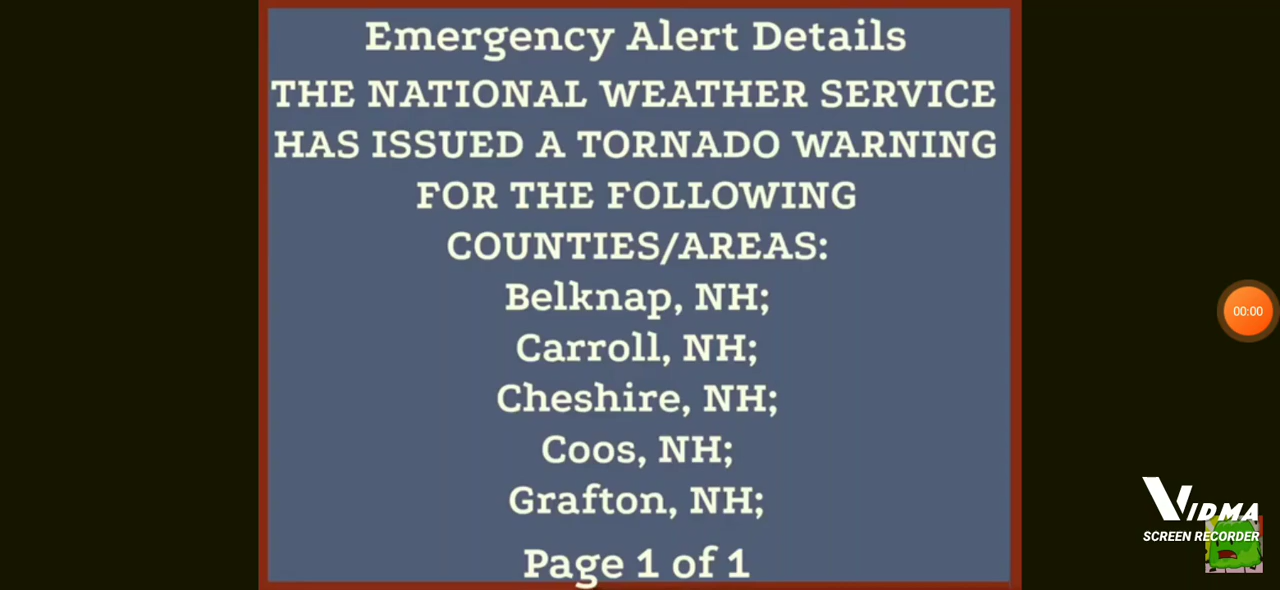 Emergency Alert Details
THE NATIONAL WEATHER SERVICE
HAS ISSUED A TORNADO WARNING
FOR THE FOLLOWING
COUNTIES/AREAS:
Belknap, NH;
Carroll, NH;
Cheshire, NH;
Coos, NH;
Grafton, NH;
Page 1 of 1
00:00
VIDMA
SCREEN RECORDER